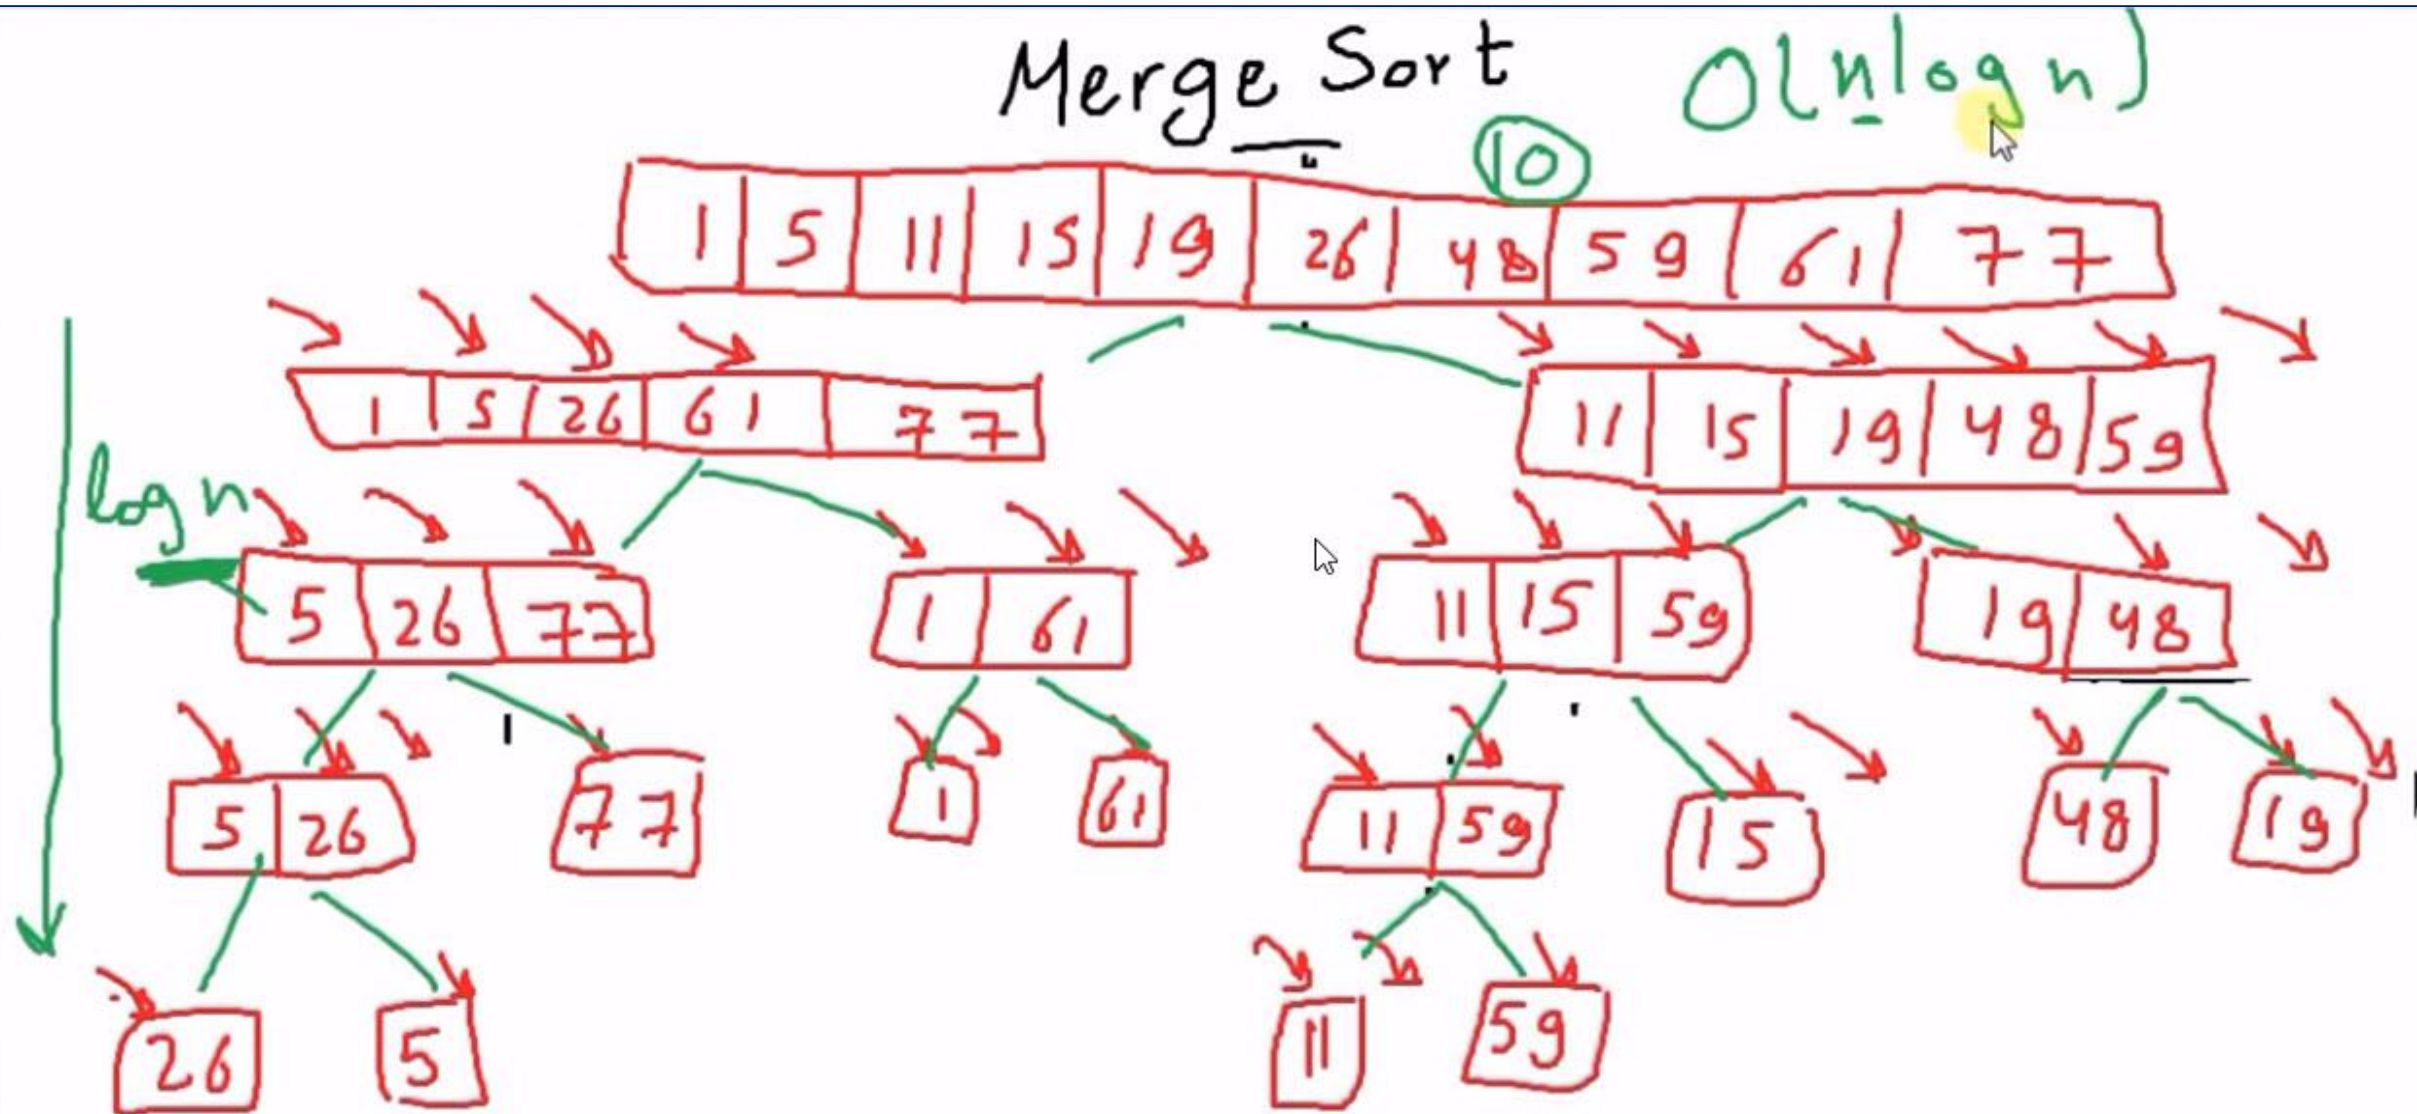 Merge Sort O(n log n)
10
1 5 11 15 19 26 48 59 61 77
1 5 26 61 77 11 15 19 48 59
log n
5 26 77 1 61 11 15 59 19 48
5 26 77 1 61 11 59 15 48 19
26 5 11 59